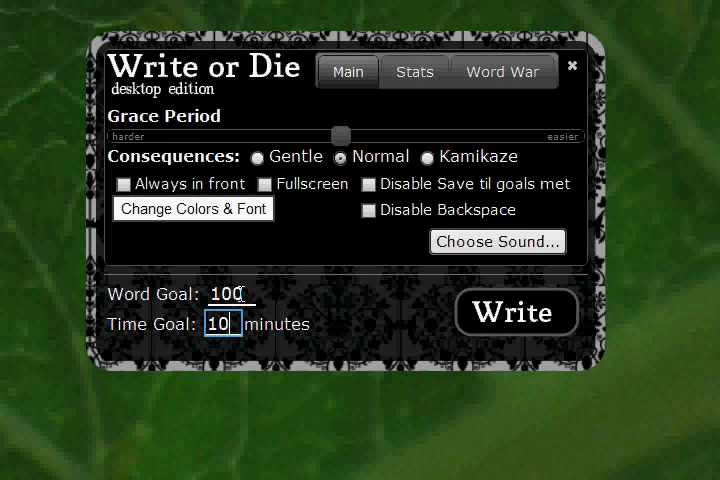 Write or Die
desktop edition
Main Stats Word War
Grace Period
harder easier
Consequences: Gentle Normal Kamikaze
Always in front Fullscreen Disable Save til goals met
Change Colors & Font Disable Backspace
Choose Sound...
Word Goal: 100
Time Goal: 10 minutes
Write